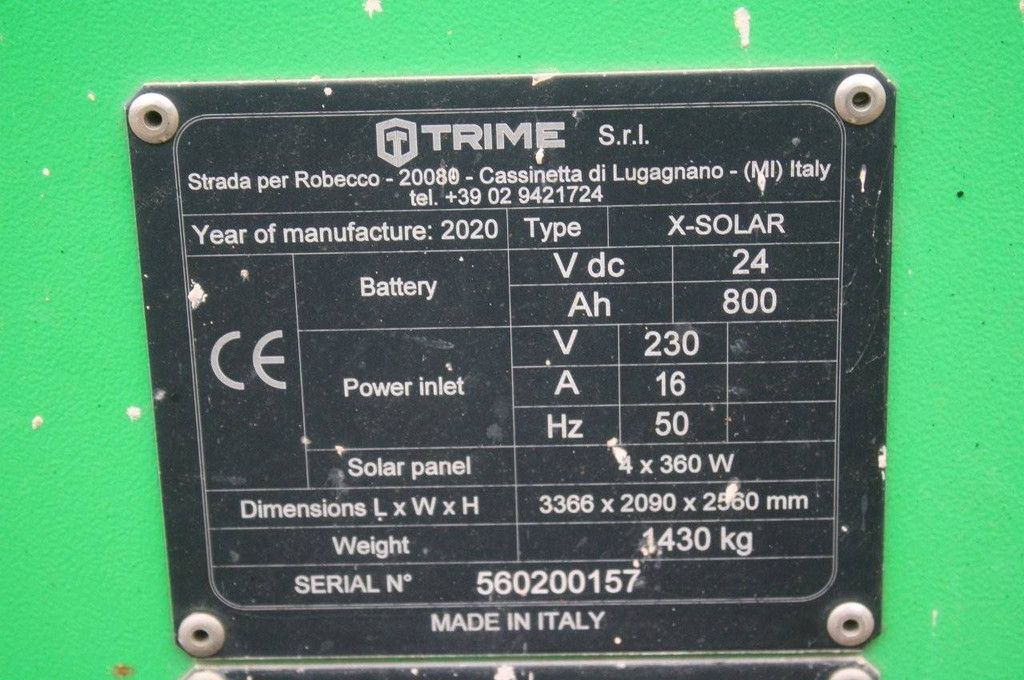 TRIME S.r.l.
Strada per Robecco - 20080 - Cassinetta di Lugagnano - (MI) Italy
tel. +39 02 9421724
Year of manufacture: 2020 Type X-SOLAR
Battery V dc 24
Ah 800
CE
Power inlet V 230
A 16
Hz 50
Solar panel 4 x 360 W
Dimensions L x W x H 3366 x 2090 x 2560 mm
Weight 1430 kg
SERIAL N° 560200157
MADE IN ITALY